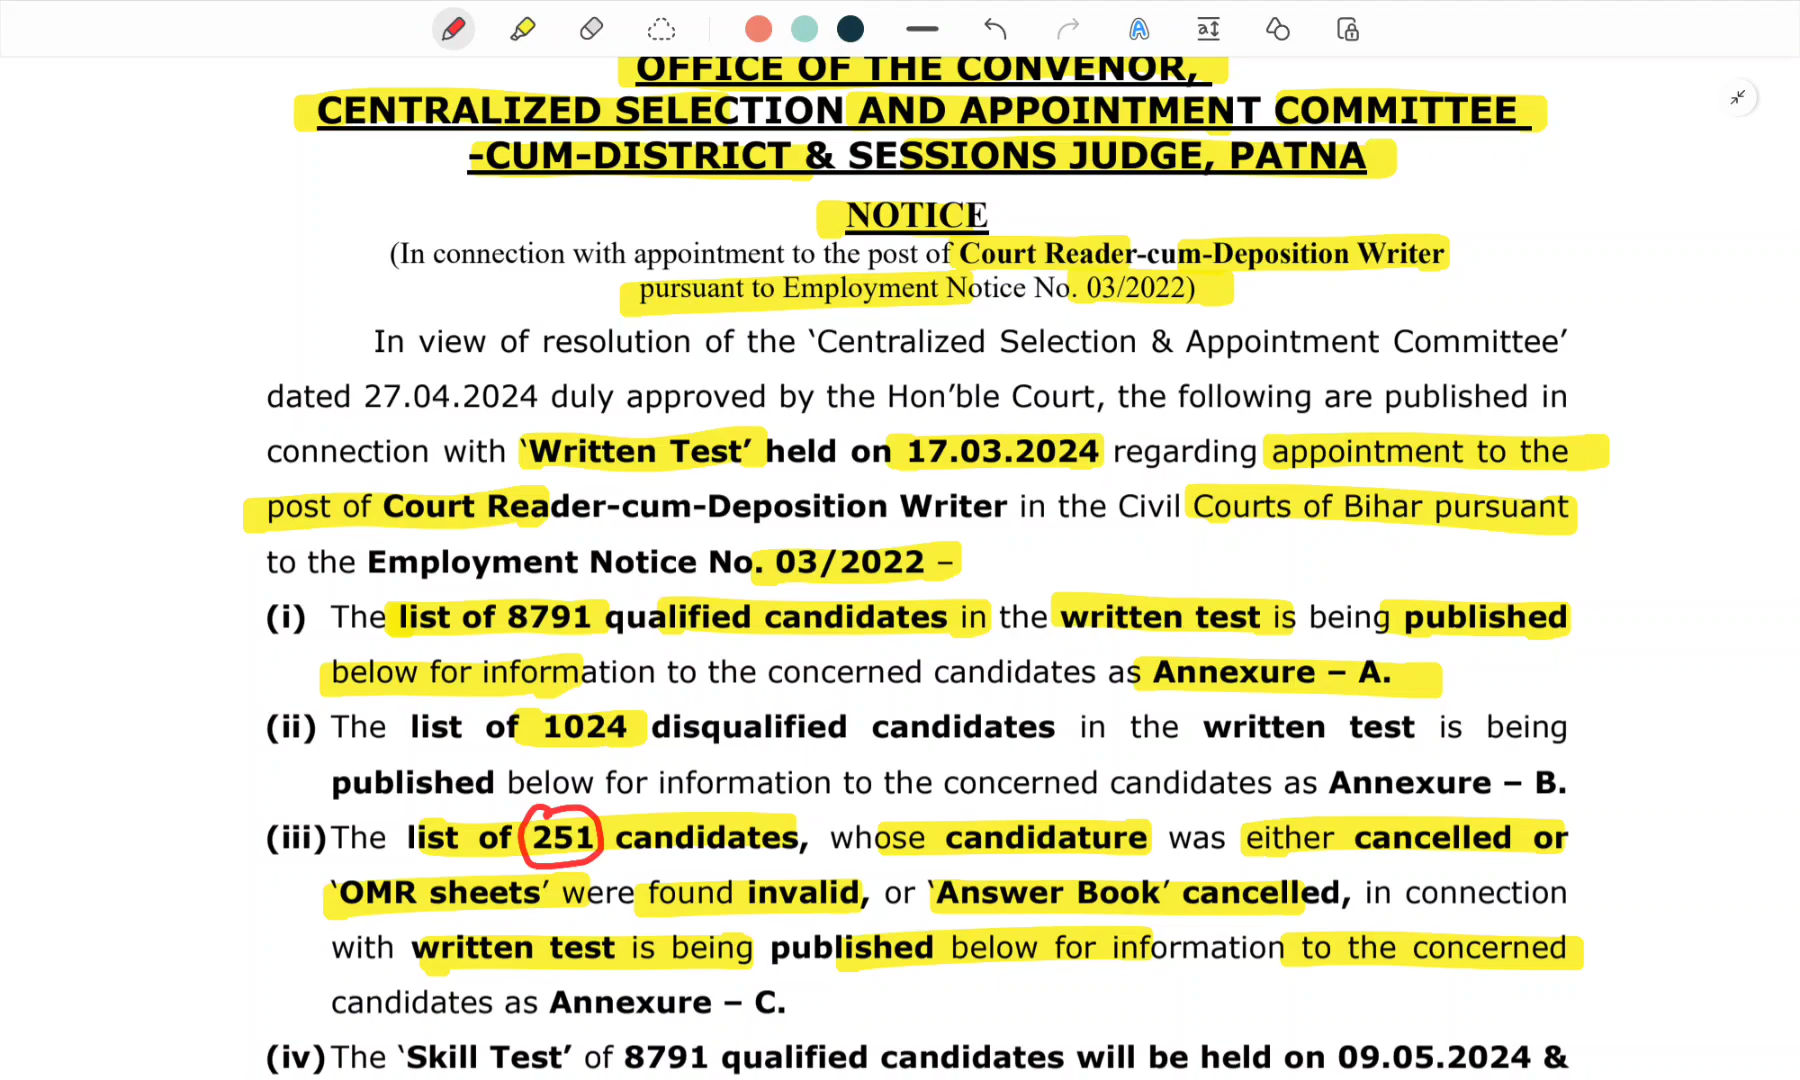 OFFICE OF THE CONVENOR,
CENTRALIZED SELECTION AND APPOINTMENT COMMITTEE
-CUM-DISTRICT & SESSIONS JUDGE, PATNA
NOTICE
(In connection with appointment to the post of Court Reader-cum-Deposition Writer
pursuant to Employment Notice No. 03/2022)
In view of resolution of the ‘Centralized Selection & Appointment Committee’
dated 27.04.2024 duly approved by the Hon’ble Court, the following are published in
connection with ‘Written Test’ held on 17.03.2024 regarding appointment to the
post of Court Reader-cum-Deposition Writer in the Civil Courts of Bihar pursuant
to the Employment Notice No. 03/2022 –
(i) The list of 8791 qualified candidates in the written test is being published
below for information to the concerned candidates as Annexure – A.
(ii) The list of 1024 disqualified candidates in the written test is being
published below for information to the concerned candidates as Annexure – B.
(iii) The list of 251 candidates, whose candidature was either cancelled or
‘OMR sheets’ were found invalid, or ‘Answer Book’ cancelled, in connection
with written test is being published below for information to the concerned
candidates as Annexure – C.
(iv) The ‘Skill Test’ of 8791 qualified candidates will be held on 09.05.2024 &